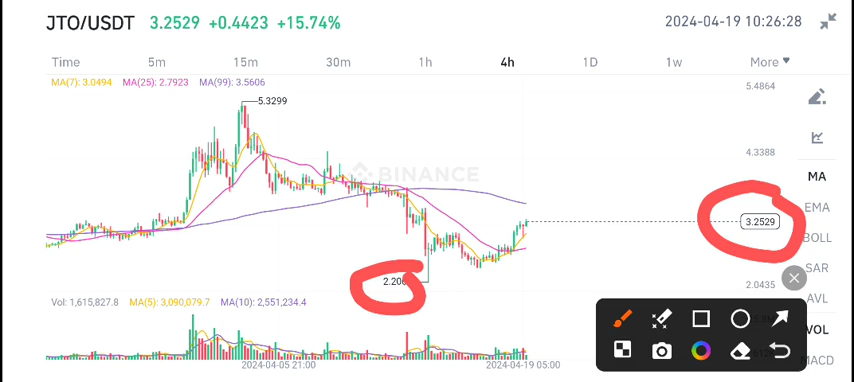 JTO/USDT 3.2529 +0.4423 +15.74% 2024-04-19 10:26:28
Time 5m 15m 30m 1h 4h 1D 1w More
MA(7): 3.0494 MA(25): 2.7923 MA(99): 3.5606
5.4864
5.3299
4.3388
BINANCE
MA
EMA
3.2529
BOLL
SAR
2.0435
AVL
Vol: 1,615,827.8 MA(5): 3,090,079.7 MA(10): 2,551,234.4
VOL
MACD
2024-04-05 21:00 2024-04-19 05:00